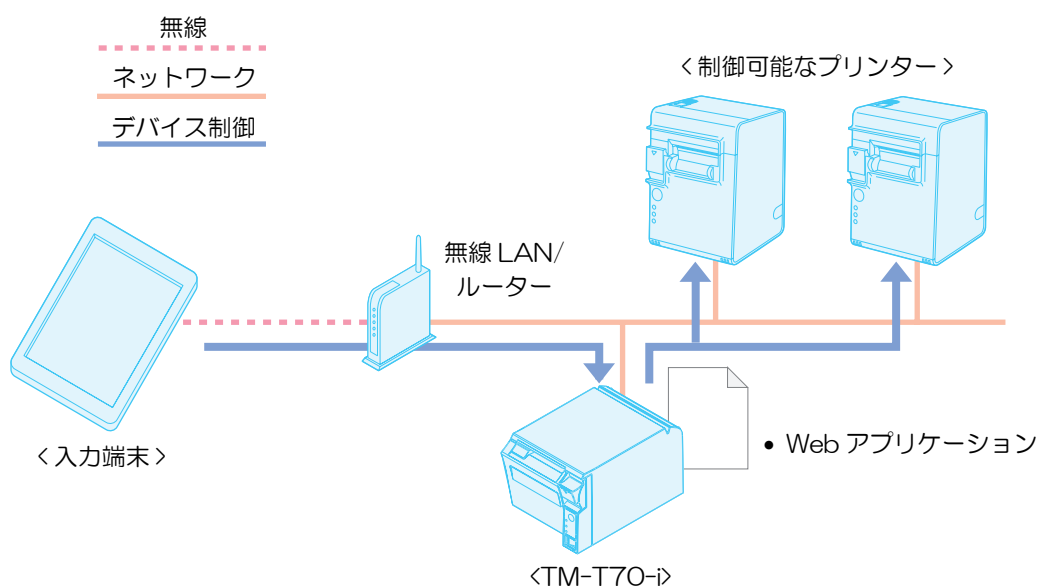 無線
ネットワーク
デバイス制御
<制御可能なプリンター>
無線 LAN/
ルーター
<入力端末>
• Web アプリケーション
<TM-T70-i>